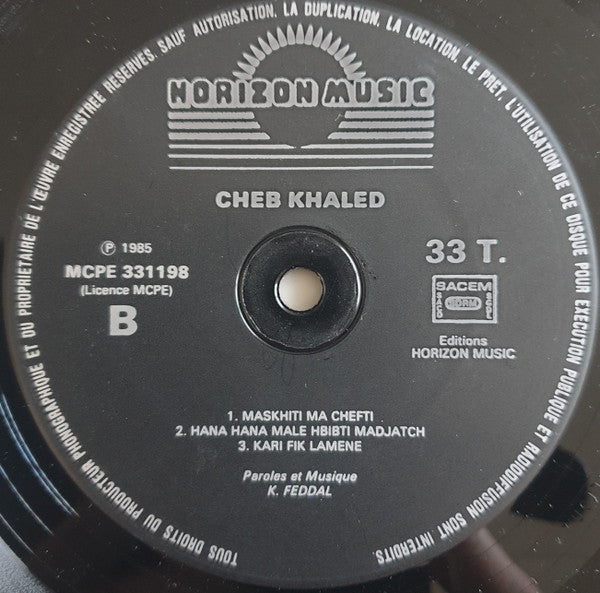 TOUS DROITS DU PRODUCTEUR PHONOGRAPHIQUE ET DU PROPRIETAIRE DE L'ŒUVRE ENREGISTREE RESERVES. SAUF AUTORISATION. LA DUPLICATION, LA LOCATION, LE PRET, L'UTILISATION DE CE DISQUE POUR EXECUTION PUBLIQUE ET RADIODIFFUSION SONT INTERDITS.
HORIZON MUSIC
CHEB KHALED
℗ 1985
MCPE 331198
(Licence MCPE)
B
33 T.
SACEM
SACD SDRM SCDL
Editions
HORIZON MUSIC
1. MASKHITI MA CHEFTI
2. HANA HANA MALE HBIBTI MADJATCH
3. KARI FIK LAMENE
Paroles et Musique
K. FEDDAL